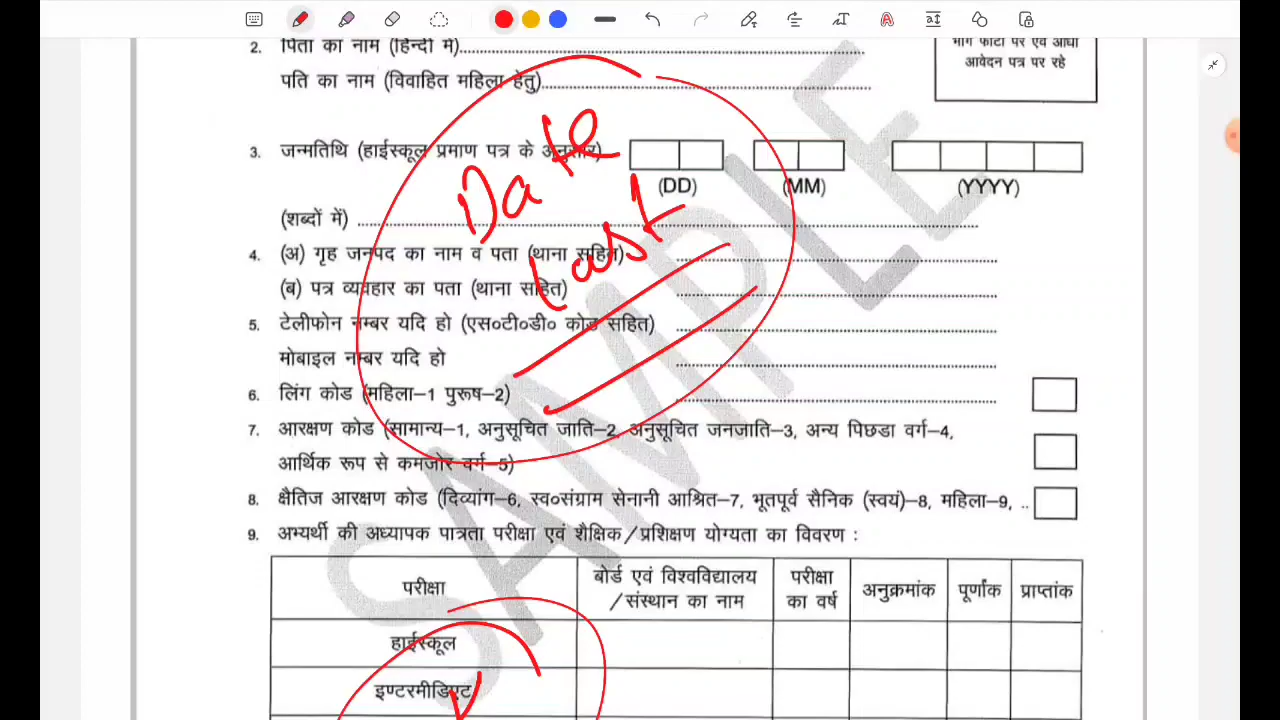 2. पिता का नाम (हिन्दी में)
भाग फोटो पर एवं आधा
पति का नाम (विवाहित महिला हेतु)
आवेदन पत्र पर रहे
3. जन्मतिथि (हाईस्कूल प्रमाण पत्र के अनुसार)
(DD) (MM) (YYYY)
(शब्दों में)
4. (अ) गृह जनपद का नाम व पता (थाना सहित)
(ब) पत्र व्यवहार का पता (थाना सहित)
5. टेलीफोन नम्बर यदि हो (एस०टी०डी० कोड सहित)
मोबाइल नम्बर यदि हो
6. लिंग कोड (महिला–1 पुरूष–2)
7. आरक्षण कोड (सामान्य–1, अनुसूचित जाति–2, अनुसूचित जनजाति–3, अन्य पिछडा वर्ग–4,
आर्थिक रूप से कमजोर वर्ग–5)
8. क्षैतिज आरक्षण कोड (दिव्यांग–6, स्व०संग्राम सेनानी आश्रित–7, भूतपूर्व सैनिक (स्वयं)–8, महिला–9, ..
9. अभ्यर्थी की अध्यापक पात्रता परीक्षा एवं शैक्षिक/प्रशिक्षण योग्यता का विवरण :
परीक्षा
बोर्ड एवं विश्वविद्यालय
/संस्थान का नाम
परीक्षा
का वर्ष
अनुक्रमांक
पूर्णांक
प्राप्तांक
हाईस्कूल
इण्टरमीडिएट
SAMPLE
Date
Last